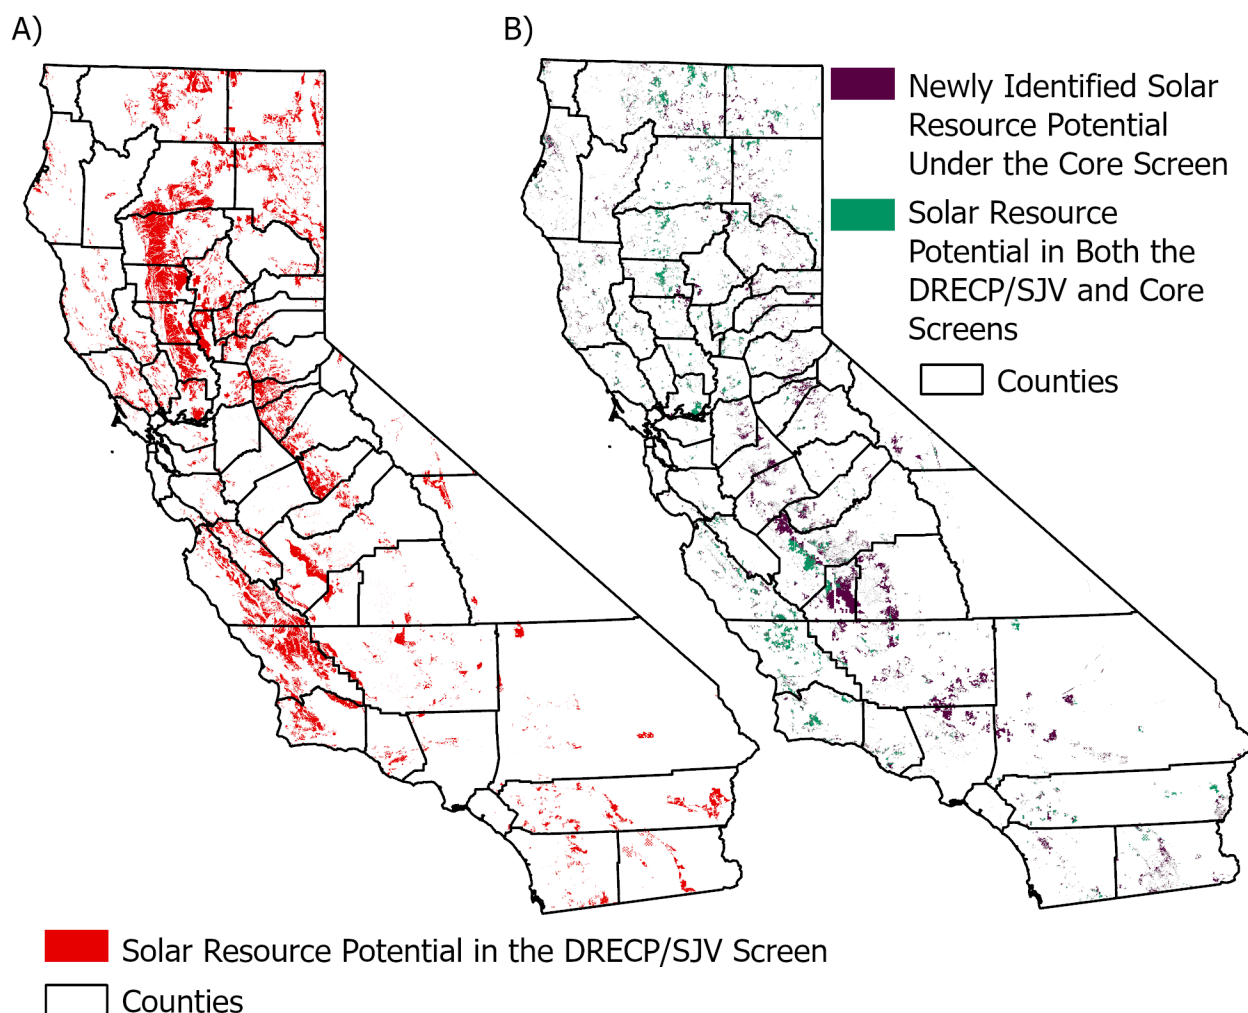 A)
B)
Newly Identified Solar
Resource Potential
Under the Core Screen
Solar Resource
Potential in Both the
DRECP/SJV and Core
Screens
Counties
Solar Resource Potential in the DRECP/SJV Screen
Counties